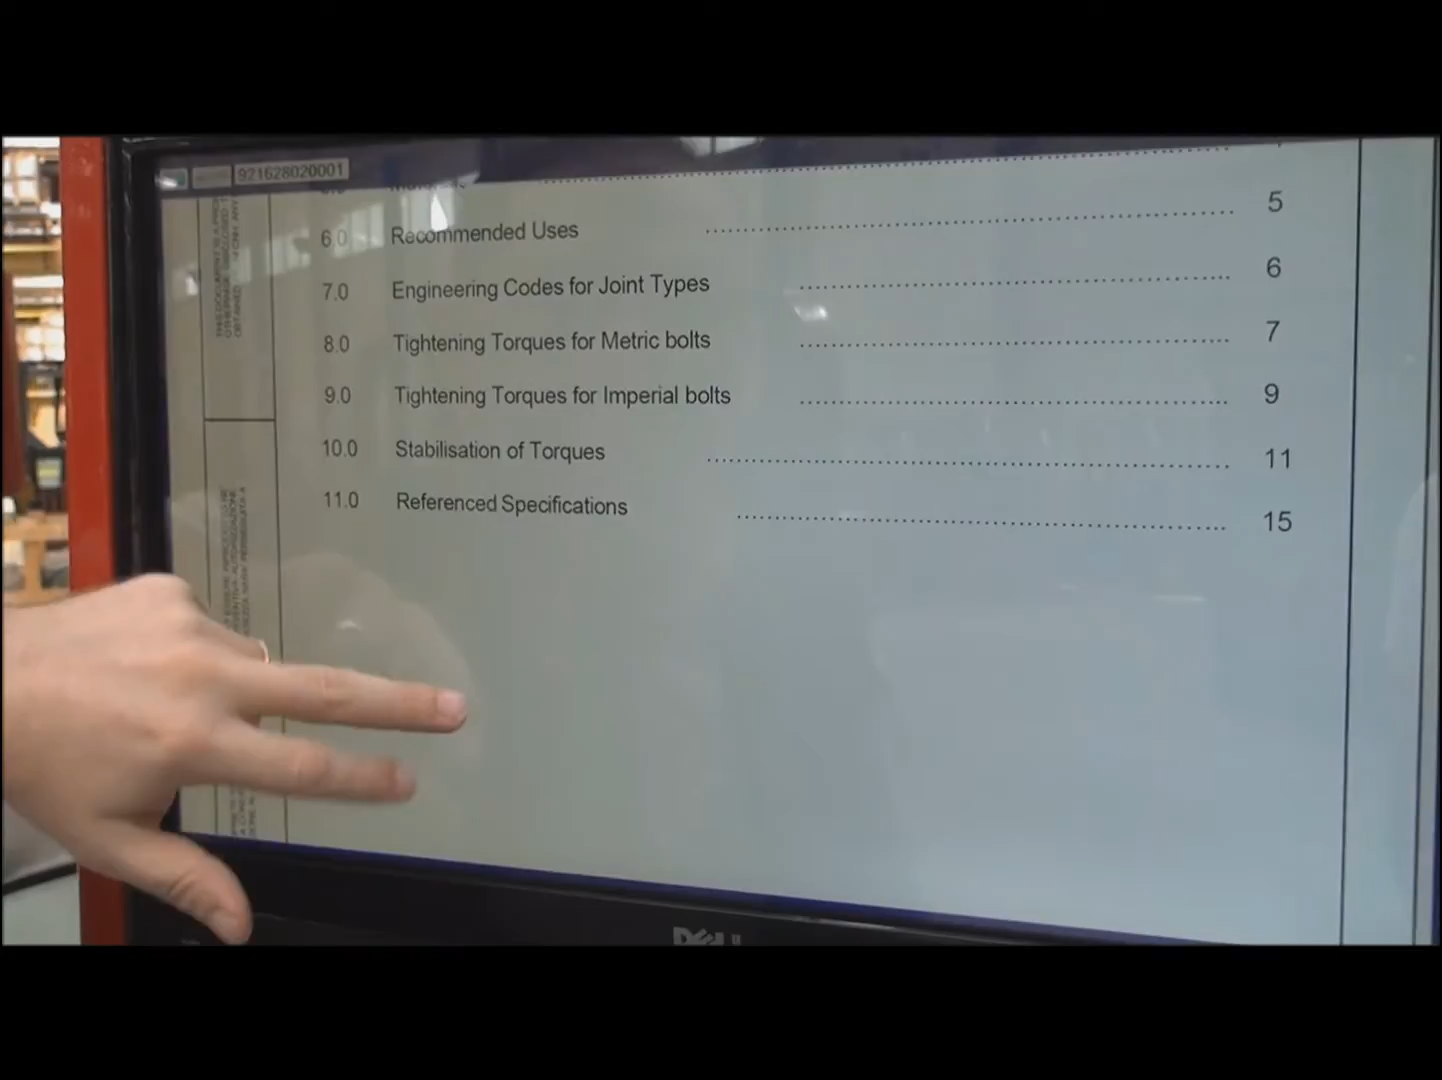 921628020001
6.0 Recommended Uses 5
7.0 Engineering Codes for Joint Types 6
8.0 Tightening Torques for Metric bolts 7
9.0 Tightening Torques for Imperial bolts 9
10.0 Stabilisation of Torques 11
11.0 Referenced Specifications 15
DELL